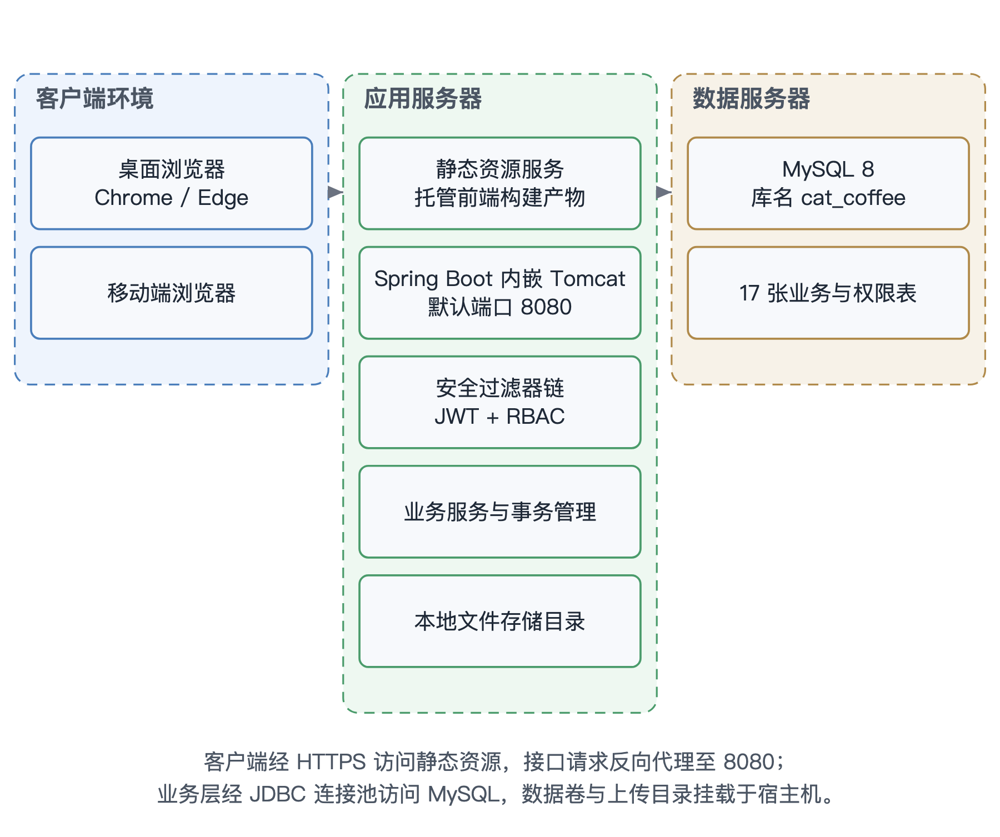 客户端环境
桌面浏览器
Chrome / Edge
移动端浏览器
应用服务器
静态资源服务
托管前端构建产物
Spring Boot 内嵌 Tomcat
默认端口 8080
安全过滤器链
JWT + RBAC
业务服务与事务管理
本地文件存储目录
数据服务器
MySQL 8
库名 cat_coffee
17 张业务与权限表
客户端经 HTTPS 访问静态资源，接口请求反向代理至 8080；
业务层经 JDBC 连接池访问 MySQL，数据卷与上传目录挂载于宿主机。